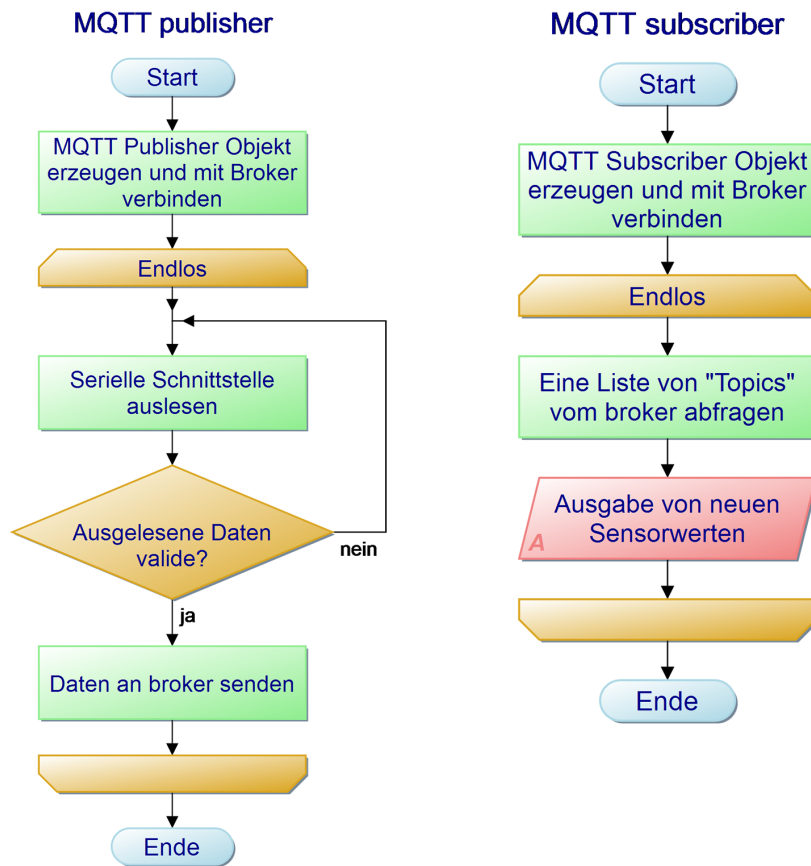 MQTT publisher
Start
MQTT Publisher Objekt
erzeugen und mit Broker
verbinden
Endlos
Serielle Schnittstelle
auslesen
Ausgelesene Daten
valide?
nein
ja
Daten an broker senden
Ende
MQTT subscriber
Start
MQTT Subscriber Objekt
erzeugen und mit Broker
verbinden
Endlos
Eine Liste von "Topics"
vom broker abfragen
Ausgabe von neuen
Sensorwerten
A
Ende